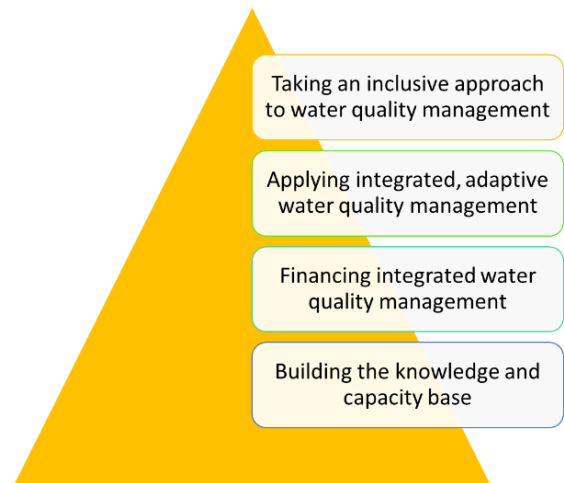 Taking an inclusive approach
to water quality management
Applying integrated, adaptive
water quality management
Financing integrated water
quality management
Building the knowledge and
capacity base